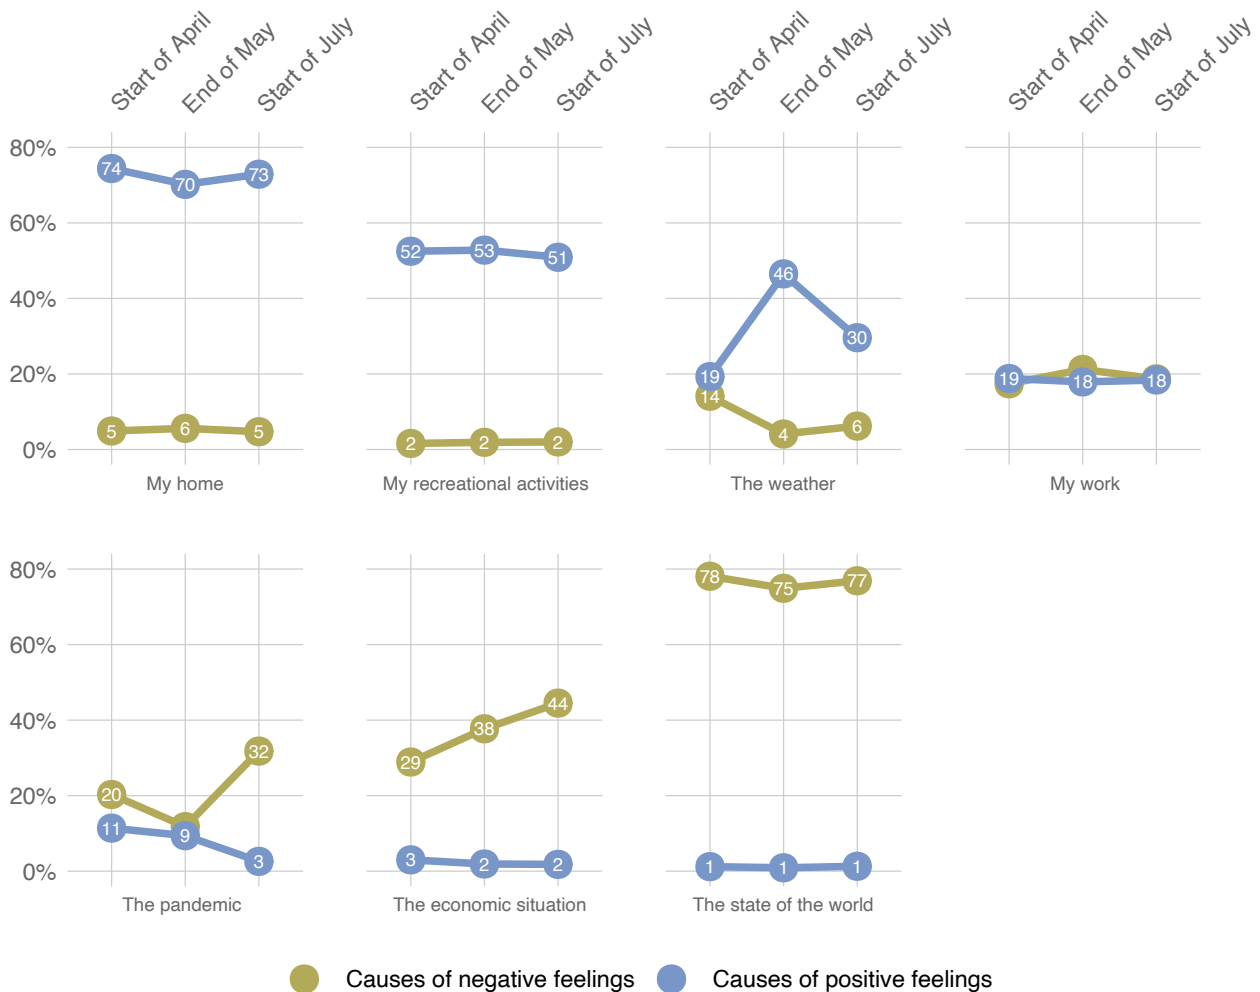 Start of April End of May Start of July Start of April End of May Start of July Start of April End of May Start of July Start of April End of May Start of July
80%
74 70 73
60%
52 53 51
46
40%
30
20%
19 19 18 18
14
5 6 5 2 2 2 4 6
0%
My home My recreational activities The weather My work
80%
78 75 77
60%
44
40%
38
32
29
20%
20
11 9 3 3 2 2 1 1 1
0%
The pandemic The economic situation The state of the world
Causes of negative feelings Causes of positive feelings